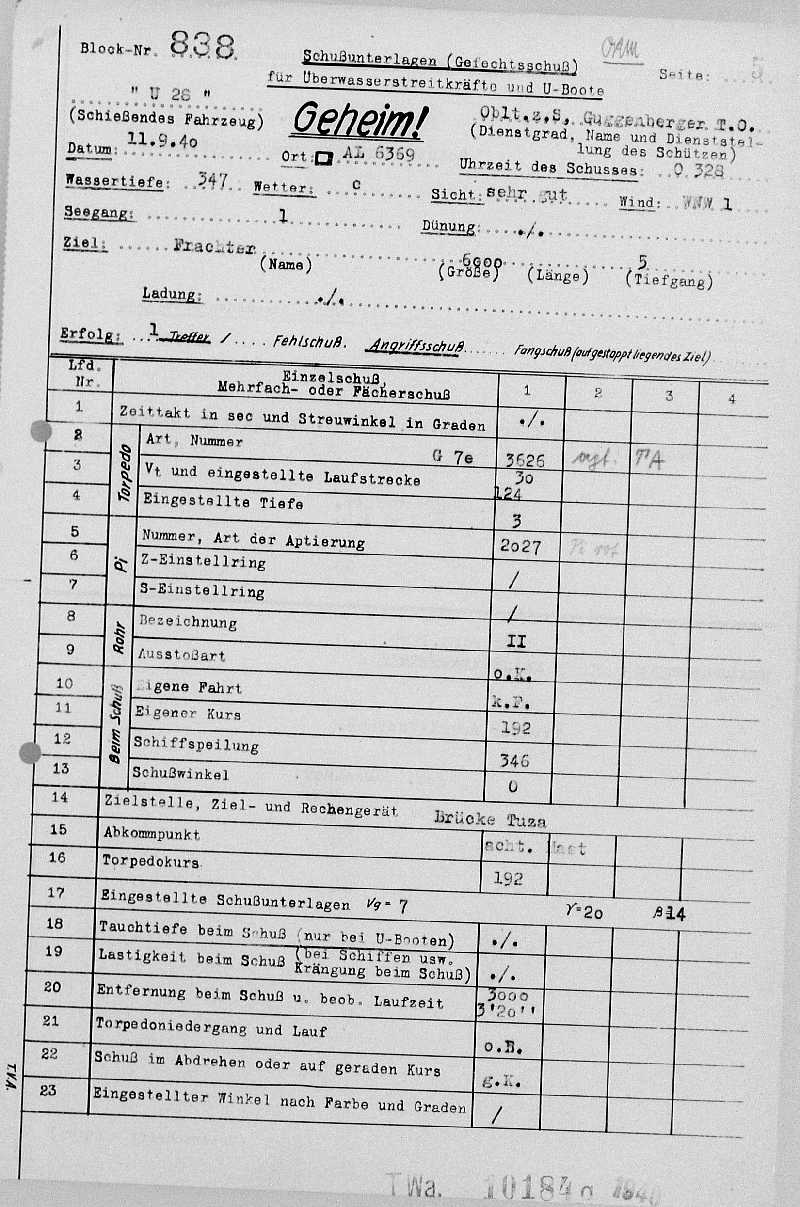 Block-Nr. 838
Schußunterlagen (Gefechtsschuß)
für Überwasserstreitkräfte und U-Boote
Seite: 5.
" U 28 "
(Schießendes Fahrzeug)
Geheim!
Oblt.z.S. Guggenberger T.O.
(Dienstgrad, Name und Dienststel-
lung des Schützen)
Datum: 11.9.40 Ort: AL 6369 Uhrzeit des Schusses: 0 328
Wassertiefe: 347 Wetter: c Sicht: sehr gut Wind: WNW 1
Seegang: 1 Dünung: ./.
Ziel: Frachter 6000 5
(Name) (Größe) (Länge) (Tiefgang)
Ladung: ./.
Erfolg: 1 Treffer / Fehlschuß. Angriffsschuß Fangschuß (auf gestoppt liegendes Ziel)
Lfd. Nr. Einzelschuß, Mehrfach- oder Fächerschuß 1 2 3 4
1 Zeittakt in sec und Streuwinkel in Graden ./.
Torpedo
2 Art, Nummer G 7e 3626
3 Vt und eingestellte Laufstrecke 30 124
4 Eingestellte Tiefe 3
Pi
5 Nummer, Art der Aptierung 2027
6 Z-Einstellring /
7 S-Einstellring /
Rohr
8 Bezeichnung II
9 Ausstoßart o.K.
Beim Schuß
10 Eigene Fahrt k.F.
11 Eigener Kurs 192
12 Schiffspeilung 346
13 Schußwinkel 0
14 Zielstelle, Ziel- und Rechengerät Brücke Tuza
15 Abkommpunkt acht. Mast
16 Torpedokurs 192
17 Eingestellte Schußunterlagen Vg = 7 γ=20 β=14
18 Tauchtiefe beim Schuß (nur bei U-Booten) ./.
19 Lastigkeit beim Schuß (bei Schiffen usw. Krängung beim Schuß) ./.
20 Entfernung beim Schuß u. beob. Laufzeit 3000 3'20''
21 Torpedoniedergang und Lauf o.B.
22 Schuß im Abdrehen oder auf geraden Kurs g.K.
23 Eingestellter Winkel nach Farbe und Graden /
T.V.A.
TWa. 10184 g 1940